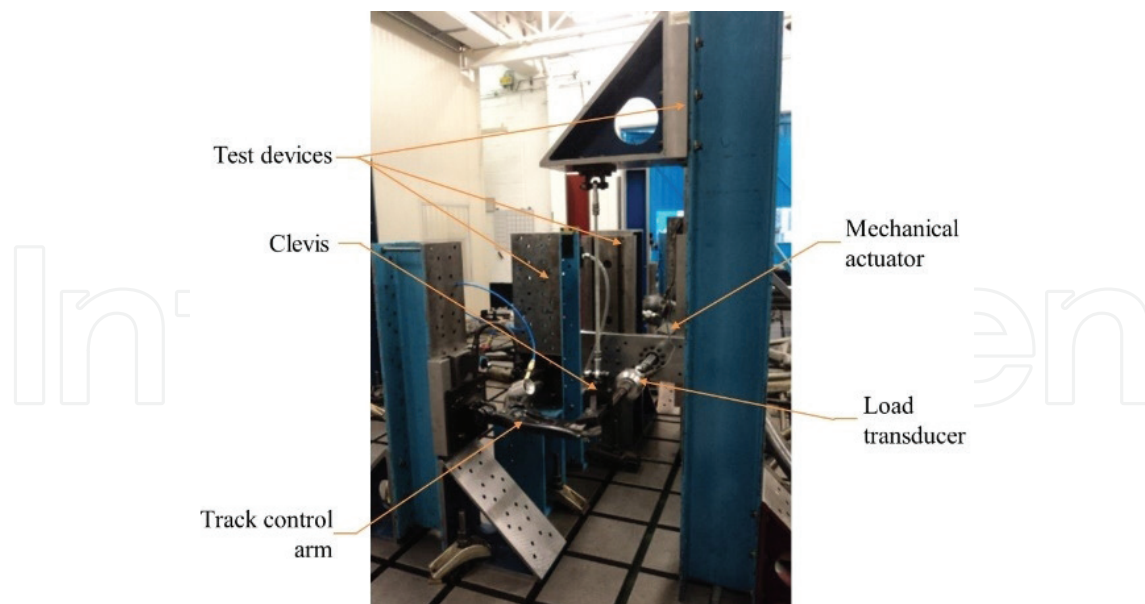 Test devices
Clevis
Mechanical
actuator
Load
transducer
Track control
arm